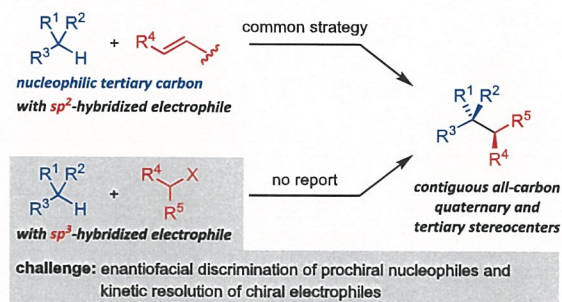 R1 R2
R3 H
+
R4
common strategy
nucleophilic tertiary carbon
with sp2-hybridized electrophile
R1 R2
R3 R5
R4
contiguous all-carbon
quaternary and
tertiary stereocenters
R1 R2
R3 H
+
R4 X
R5
no report
with sp3-hybridized electrophile
challenge: enantiofacial discrimination of prochiral nucleophiles and
kinetic resolution of chiral electrophiles